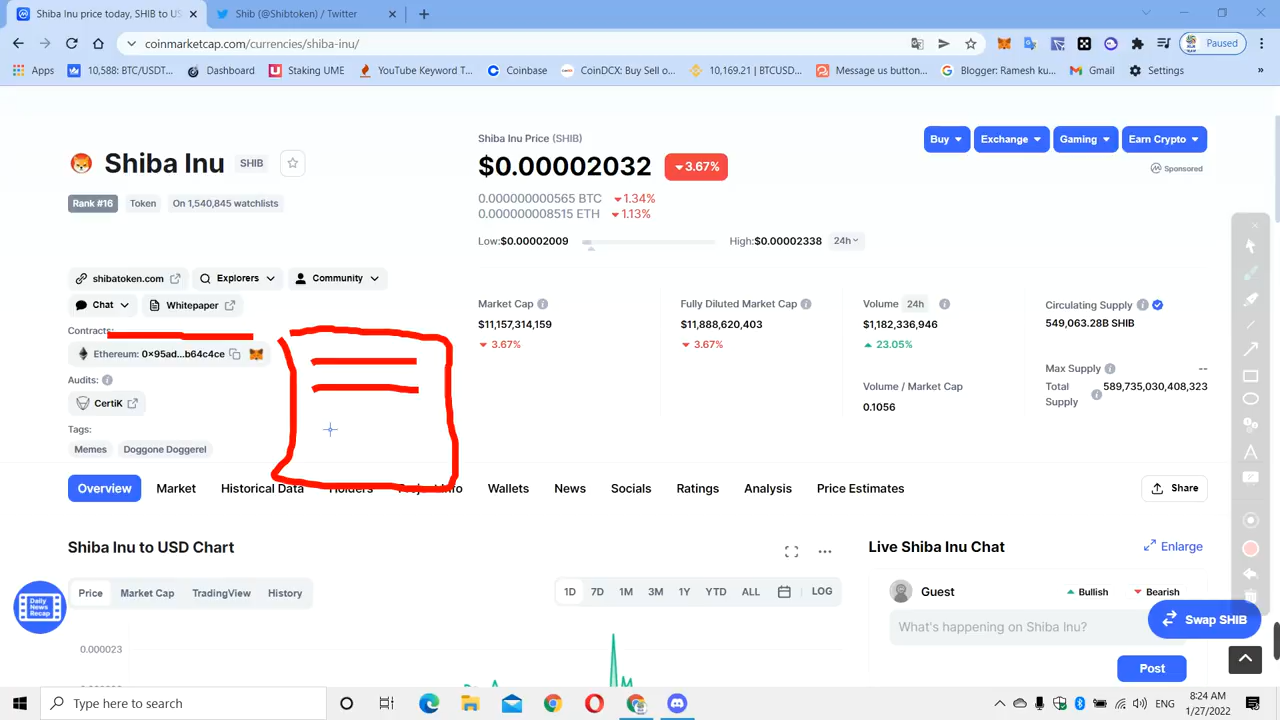 Shiba Inu price today, SHIB to US
Shib (@Shibtoken) / Twitter
coinmarketcap.com/currencies/shiba-inu/
Paused
Apps
10,588: BTC/USDT...
Dashboard
Staking UME
YouTube Keyword T...
Coinbase
CoinDCX: Buy Sell o...
10,169.21 | BTCUSD...
Message us button...
Blogger: Ramesh ku...
Gmail
Settings
»
Shiba Inu
SHIB
Rank #16
Token
On 1,540,845 watchlists
Shiba Inu Price (SHIB)
$0.00002032
3.67%
0.000000000565 BTC
1.34%
0.000000008515 ETH
1.13%
Low:$0.00002009
High:$0.00002338
24h
Buy
Exchange
Gaming
Earn Crypto
Sponsored
shibatoken.com
Explorers
Community
Chat
Whitepaper
Contracts:
Ethereum: 0×95ad...b64c4ce
Audits:
CertiK
Tags:
Memes
Doggone Doggerel
Market Cap
$11,157,314,159
3.67%
Fully Diluted Market Cap
$11,888,620,403
3.67%
Volume 24h
$1,182,336,946
23.05%
Volume / Market Cap
0.1056
Circulating Supply
549,063.28B SHIB
Max Supply
--
Total Supply
589,735,030,408,323
Overview
Market
Historical Data
Holders
Project Info
Wallets
News
Socials
Ratings
Analysis
Price Estimates
Share
Shiba Inu to USD Chart
Live Shiba Inu Chat
Enlarge
Price
Market Cap
TradingView
History
1D
7D
1M
3M
1Y
YTD
ALL
LOG
Daily
News
Recap
Guest
Bullish
Bearish
What's happening on Shiba Inu?
Swap SHIB
Post
0.000023
Type here to search
ENG
8:24 AM
1/27/2022